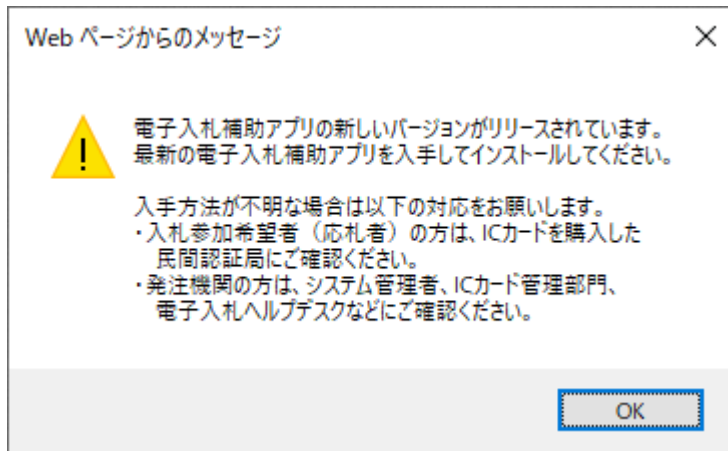 Web ページからのメッセージ
電子入札補助アプリの新しいバージョンがリリースされています。
最新の電子入札補助アプリを入手してインストールしてください。
入手方法が不明な場合は以下の対応をお願いします。
・入札参加希望者（応札者）の方は、ICカードを購入した
民間認証局にご確認ください。
・発注機関の方は、システム管理者、ICカード管理部門、
電子入札ヘルプデスクなどにご確認ください。
OK